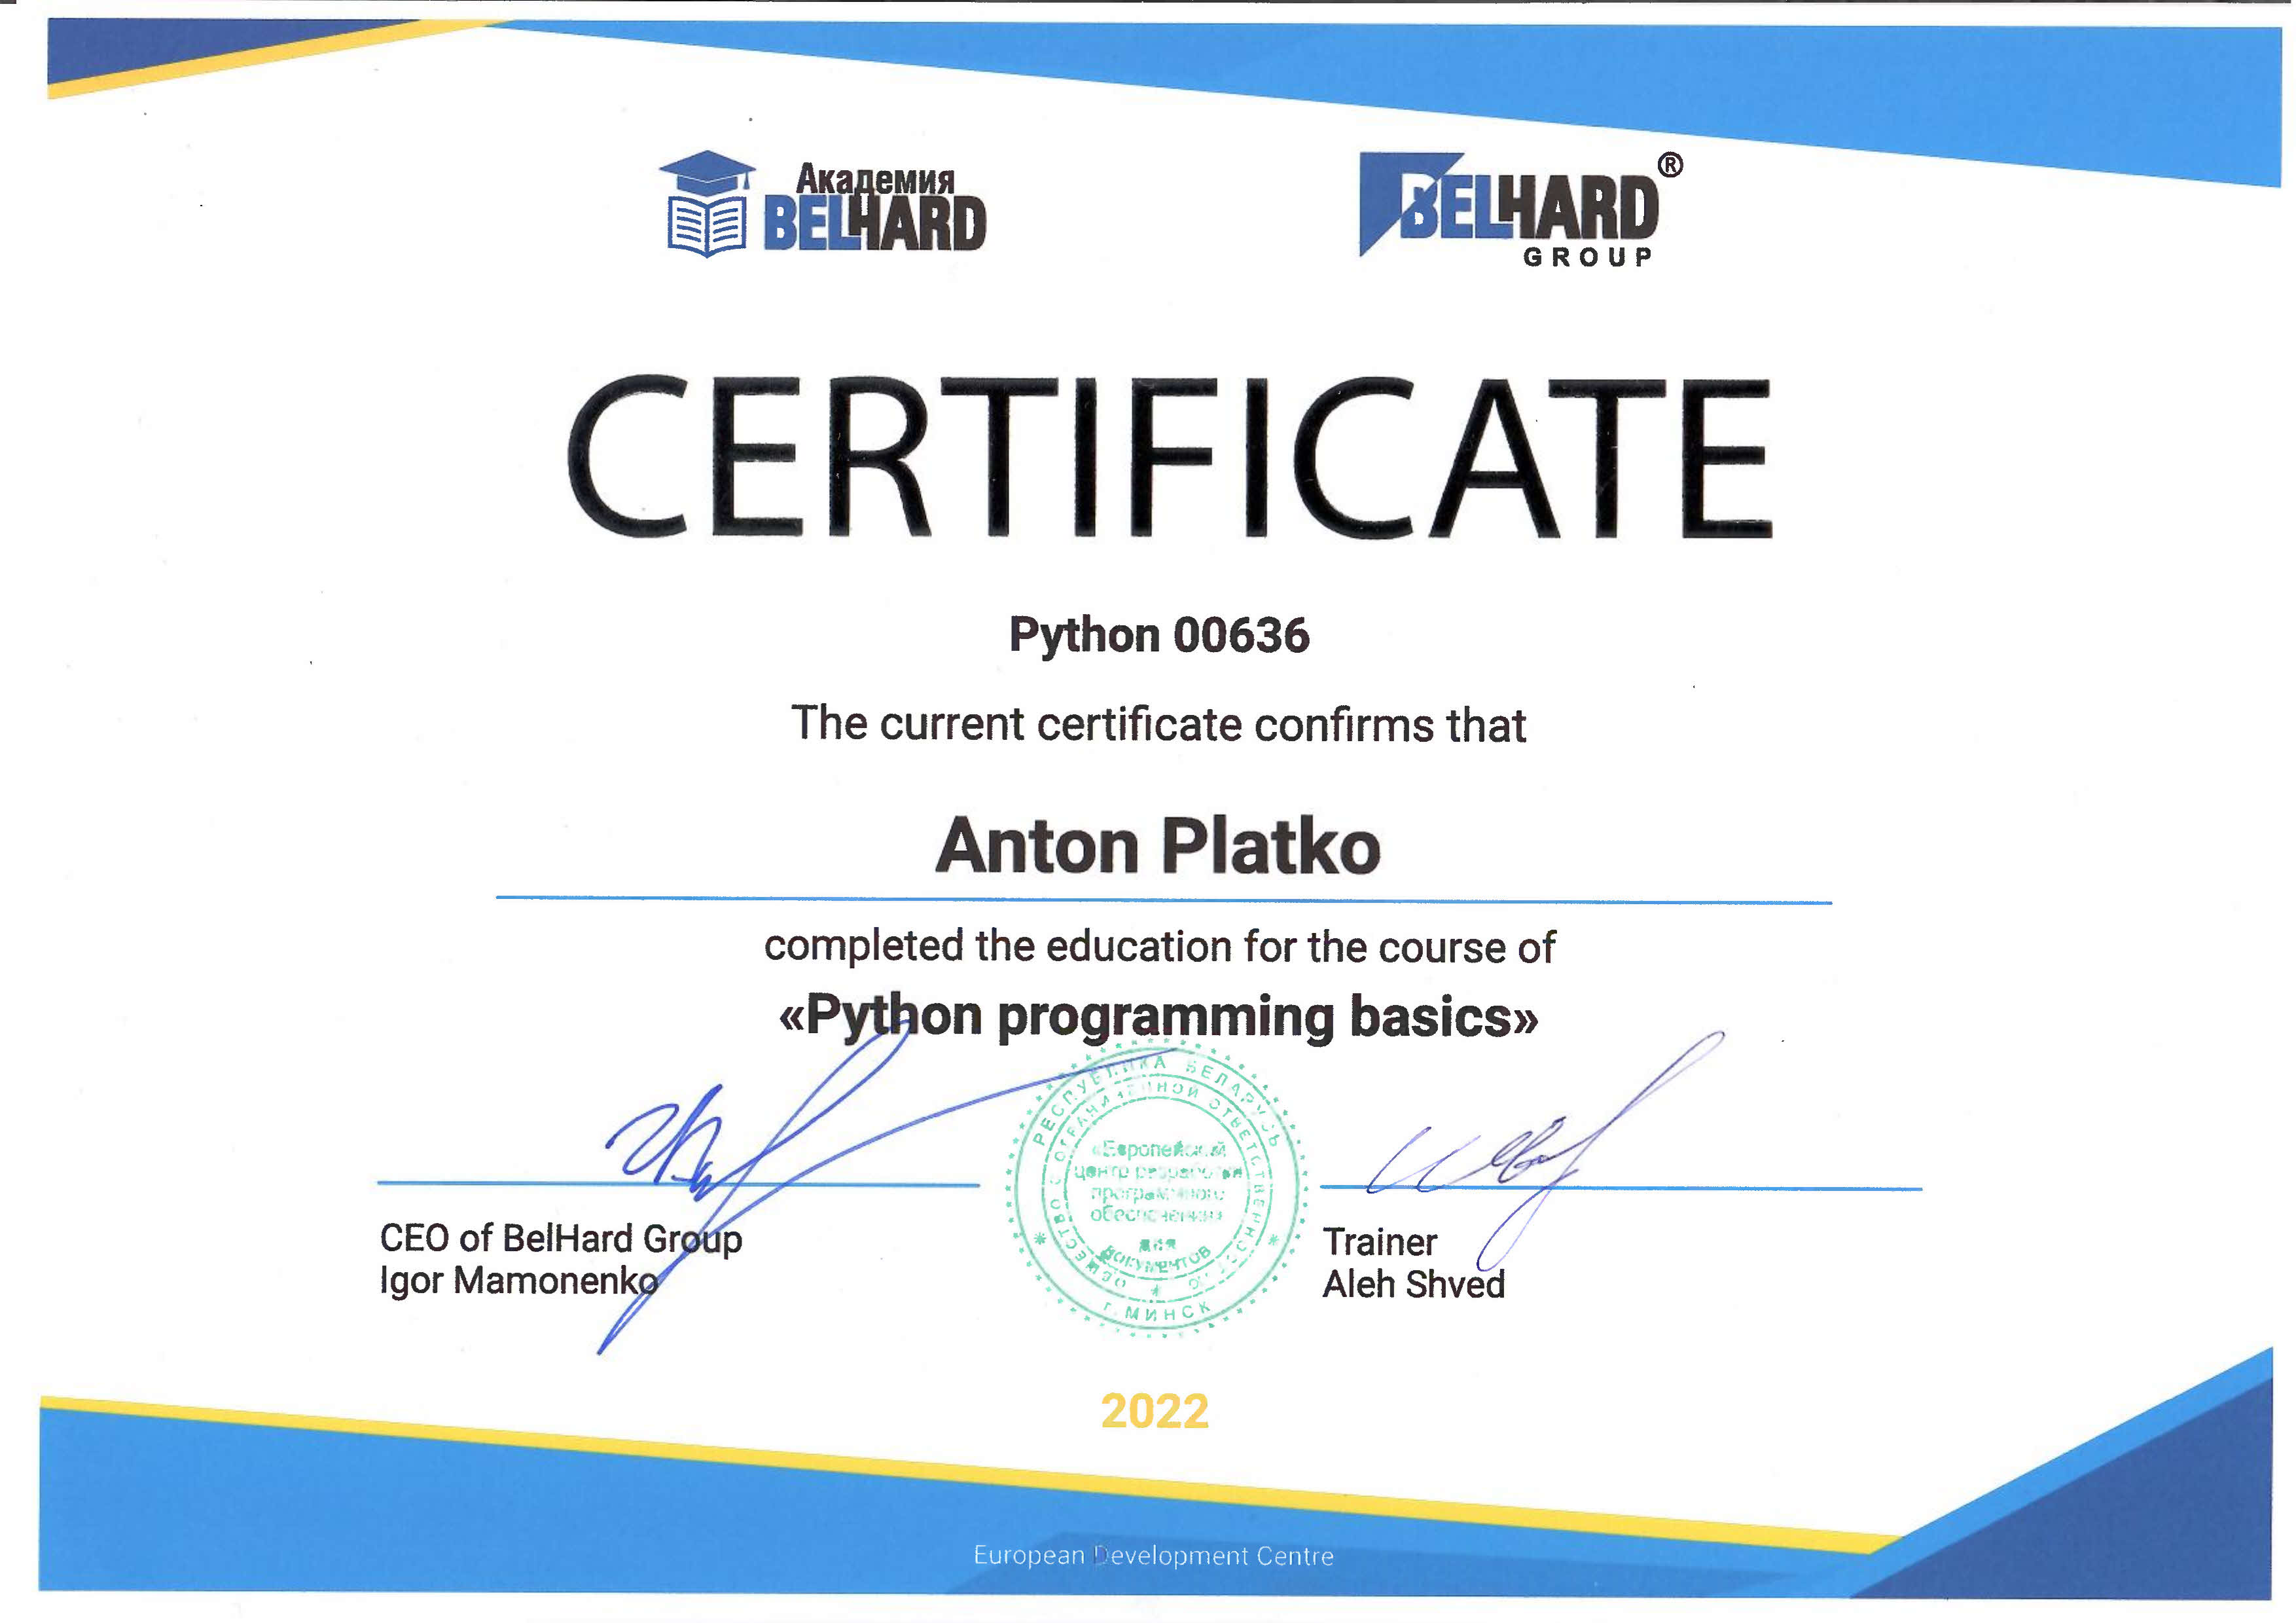 Академия
BELHARD
BELHARD®
GROUP
CERTIFICATE
Python 00636
The current certificate confirms that
Anton Platko
completed the education for the course of
«Python programming basics»
РЕСПУБЛИКА БЕЛАРУСЬ
ОБЩЕСТВО С ОГРАНИЧЕННОЙ ОТВЕТСТВЕННОСТЬЮ
«Европейский
центр разработки
программного
обеспечения»
ДОКУМЕНТОВ
г. МИНСК
CEO of BelHard Group
Igor Mamonenko
Trainer
Aleh Shved
2022
European Development Centre